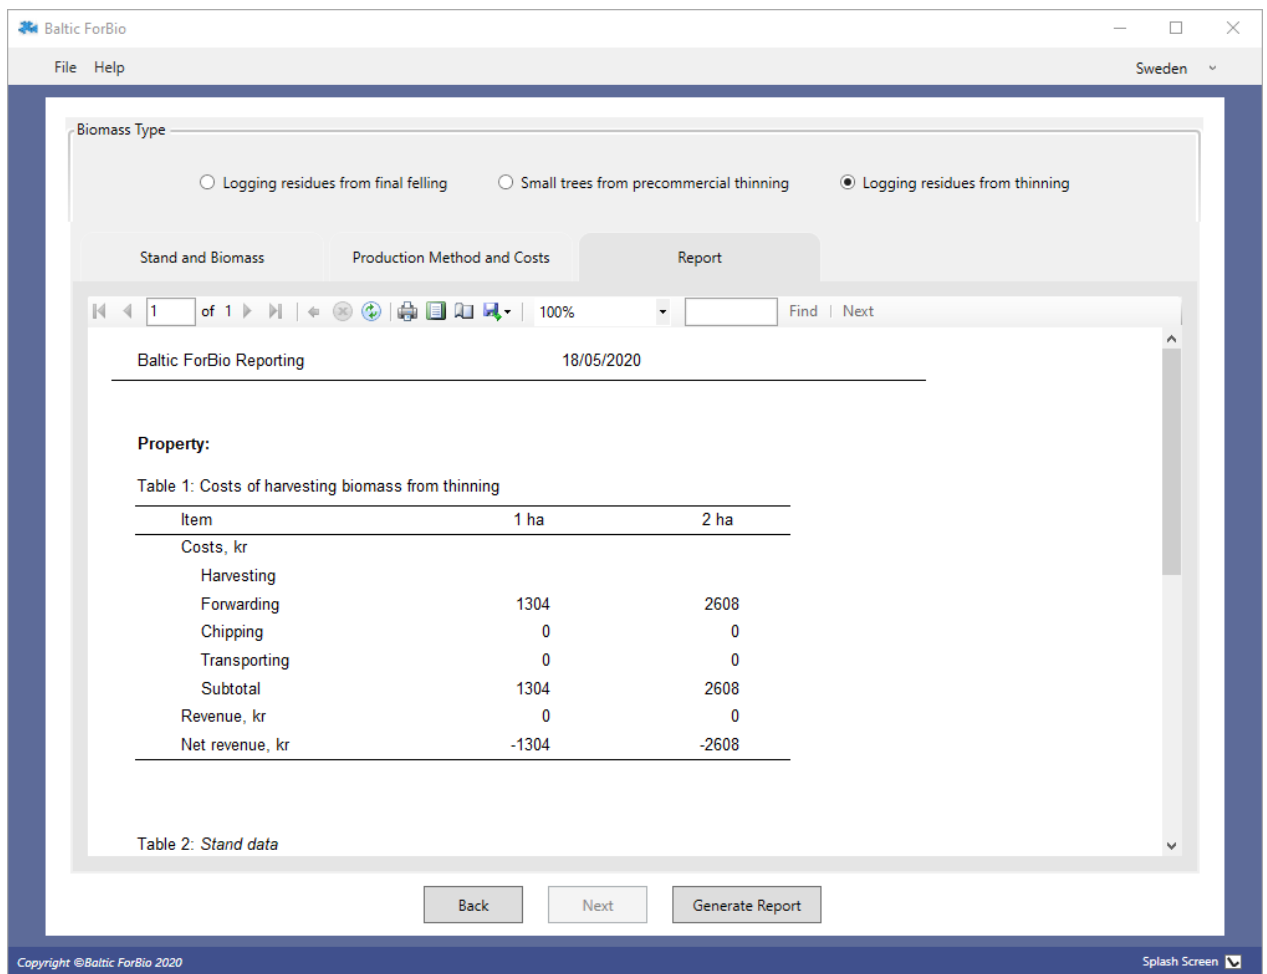 Baltic ForBio
File Help Sweden
Biomass Type
Logging residues from final felling Small trees from precommercial thinning Logging residues from thinning
Stand and Biomass Production Method and Costs Report
1 of 1 100% Find | Next
Baltic ForBio Reporting 18/05/2020
Property:
Table 1: Costs of harvesting biomass from thinning
Item 1 ha 2 ha
Costs, kr
Harvesting
Forwarding 1304 2608
Chipping 0 0
Transporting 0 0
Subtotal 1304 2608
Revenue, kr 0 0
Net revenue, kr -1304 -2608
Table 2: Stand data
Back Next Generate Report
Copyright ©Baltic ForBio 2020 Splash Screen